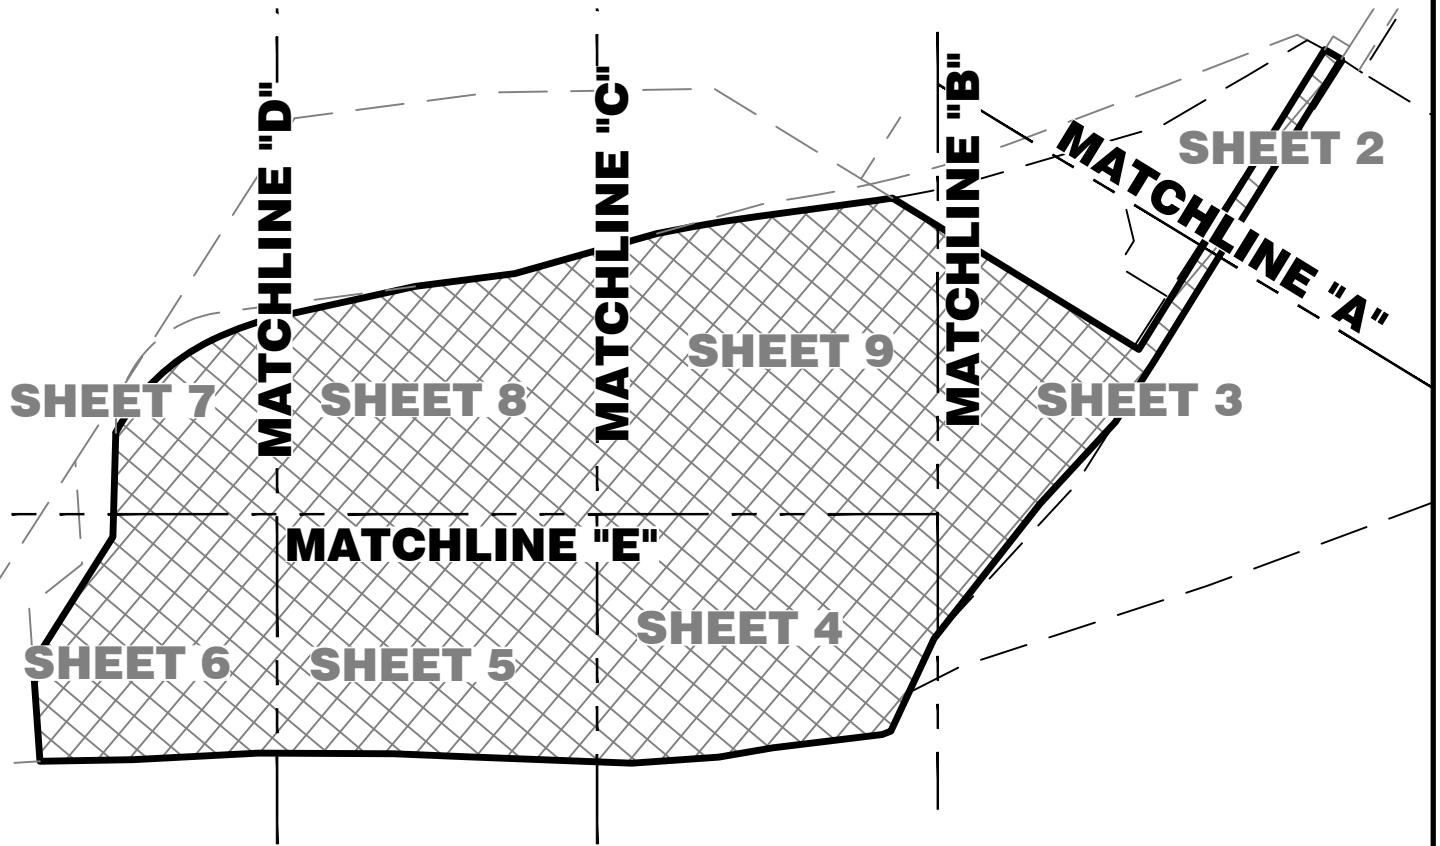 MATCHLINE "D"
MATCHLINE "C"
MATCHLINE "B"
SHEET 2
MATCHLINE "A"
SHEET 9
SHEET 7
SHEET 8
SHEET 3
MATCHLINE "E"
SHEET 4
SHEET 6
SHEET 5